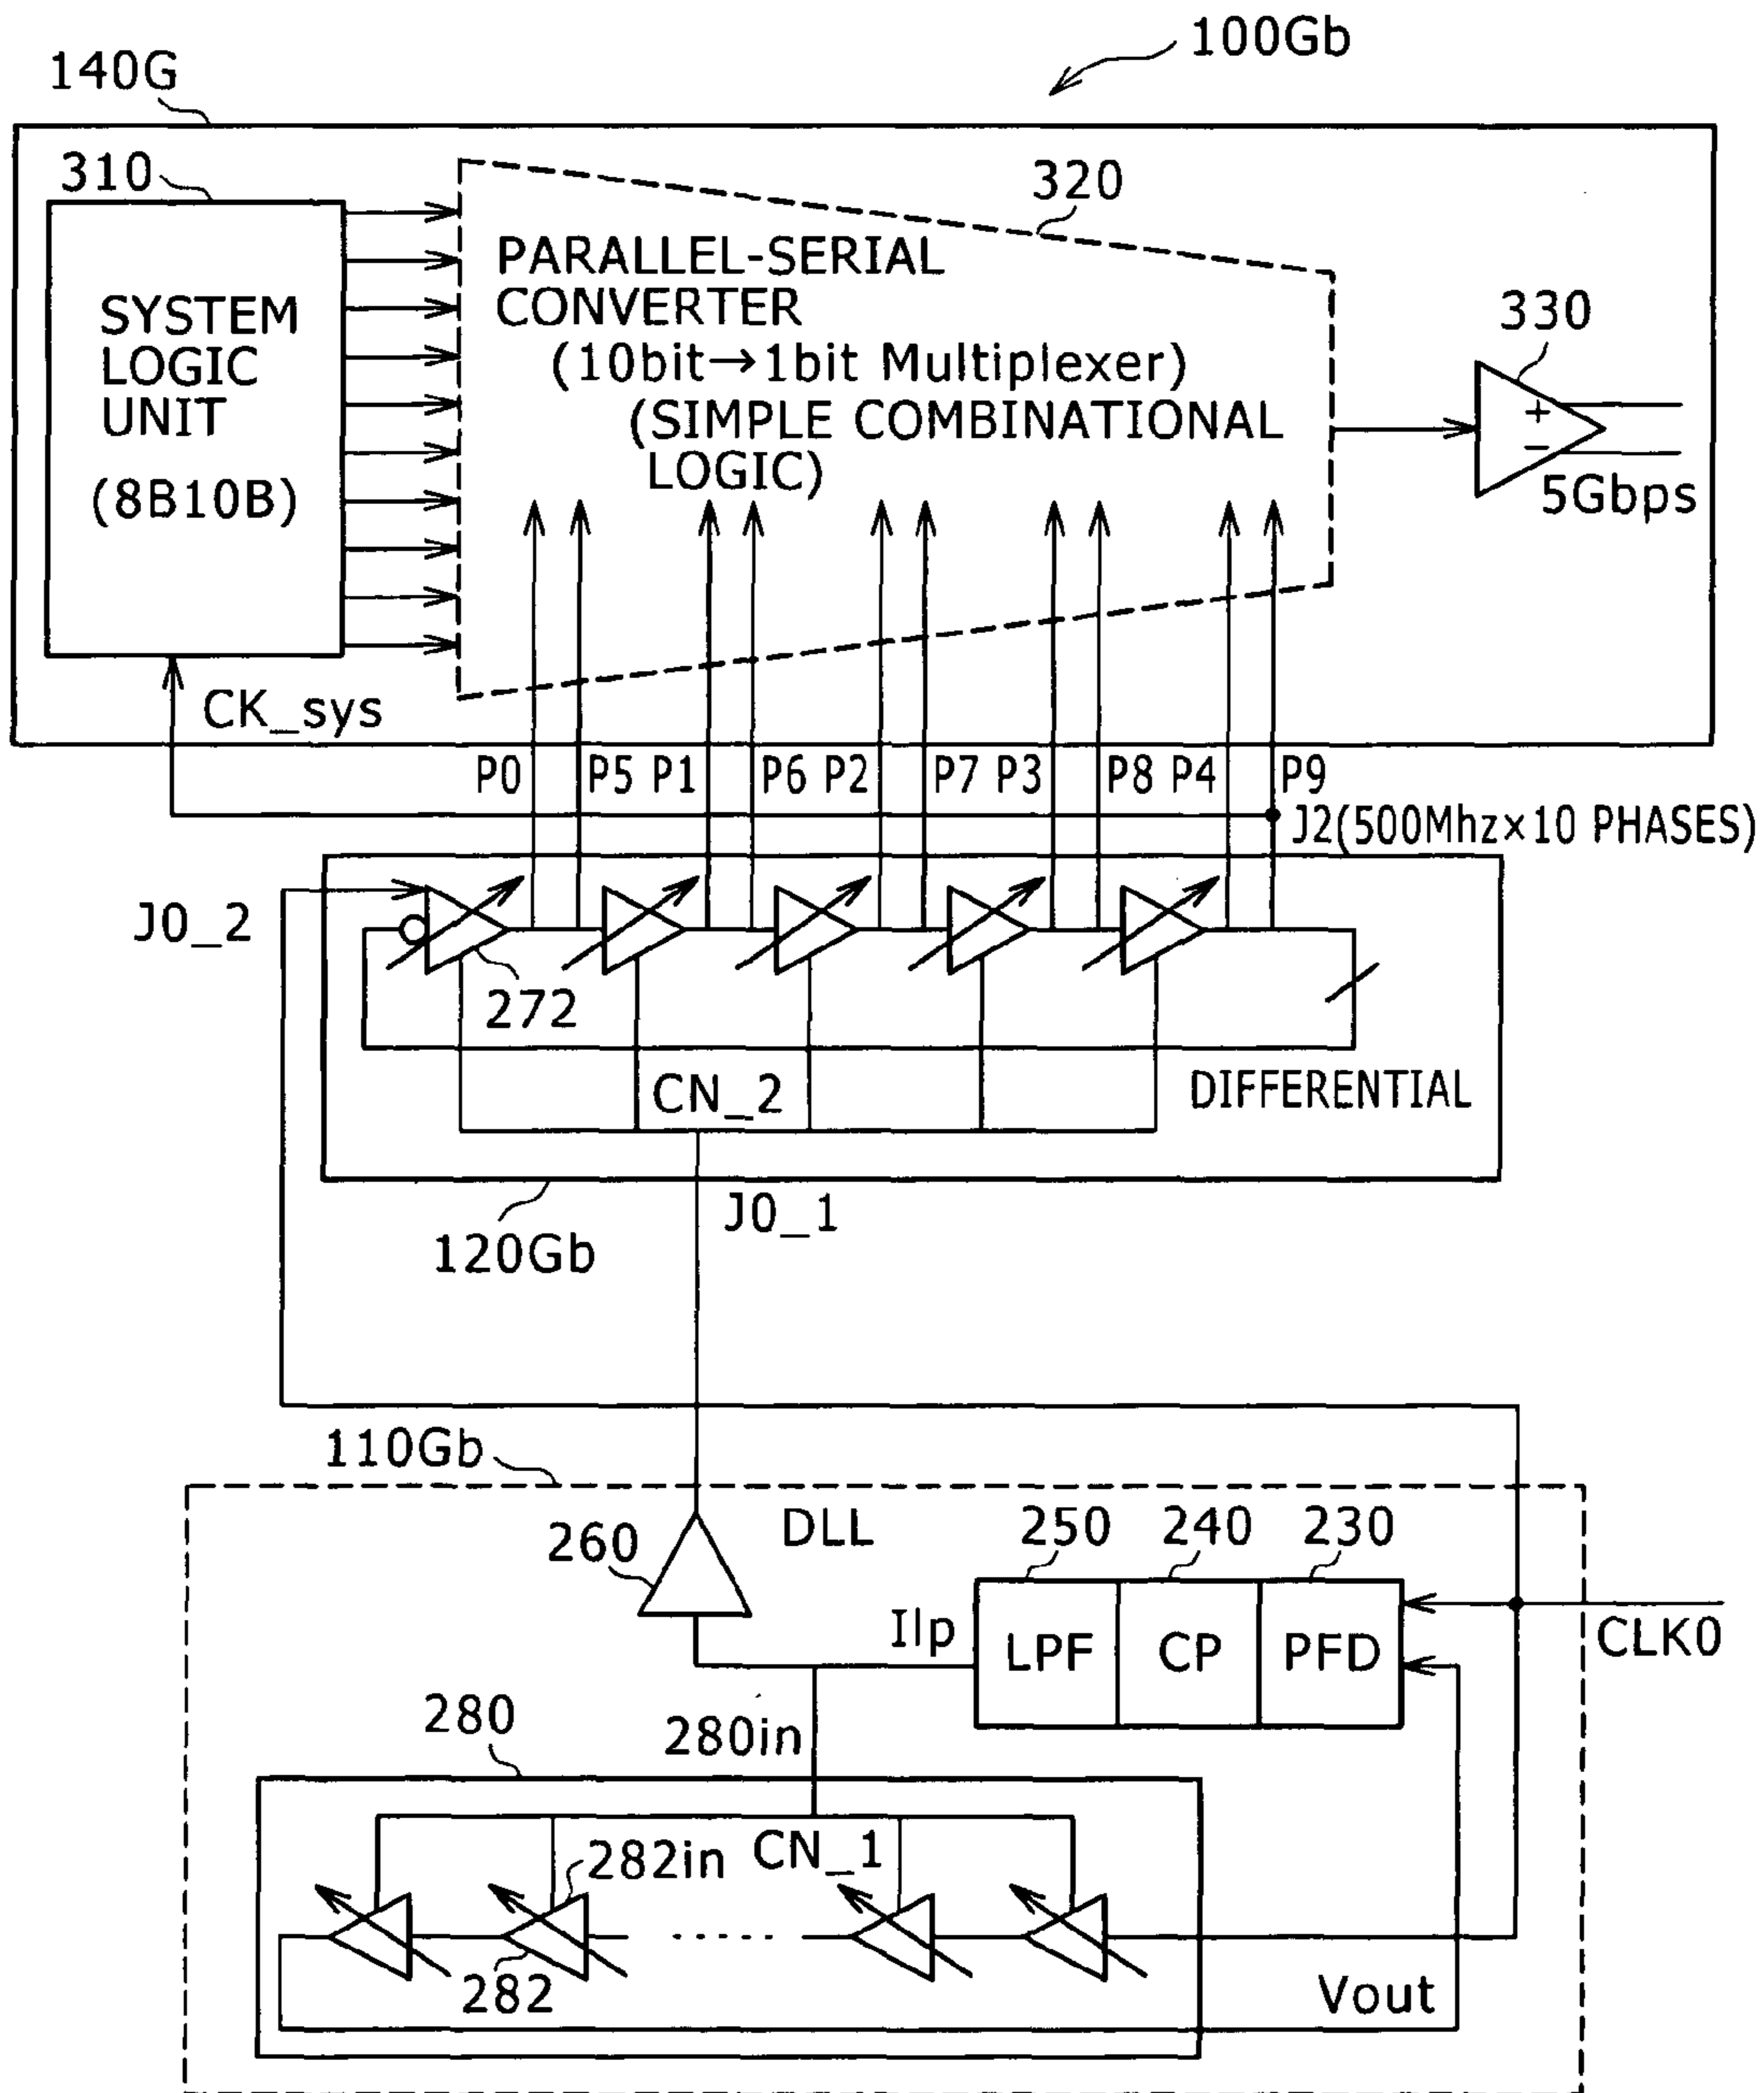 100Gb
140G
310
320
SYSTEM
LOGIC
UNIT
(8B10B)
PARALLEL-SERIAL
CONVERTER
(10bit→1bit Multiplexer)
(SIMPLE COMBINATIONAL
LOGIC)
330
+
−
5Gbps
CK_sys
P0 P5 P1 P6 P2 P7 P3 P8 P4 P9
J2(500Mhz×10 PHASES)
J0_2
272
CN_2
DIFFERENTIAL
J0_1
120Gb
110Gb
260
DLL
250 240 230
Ilp
LPF CP PFD
CLK0
280
280in
282in
CN_1
282
Vout